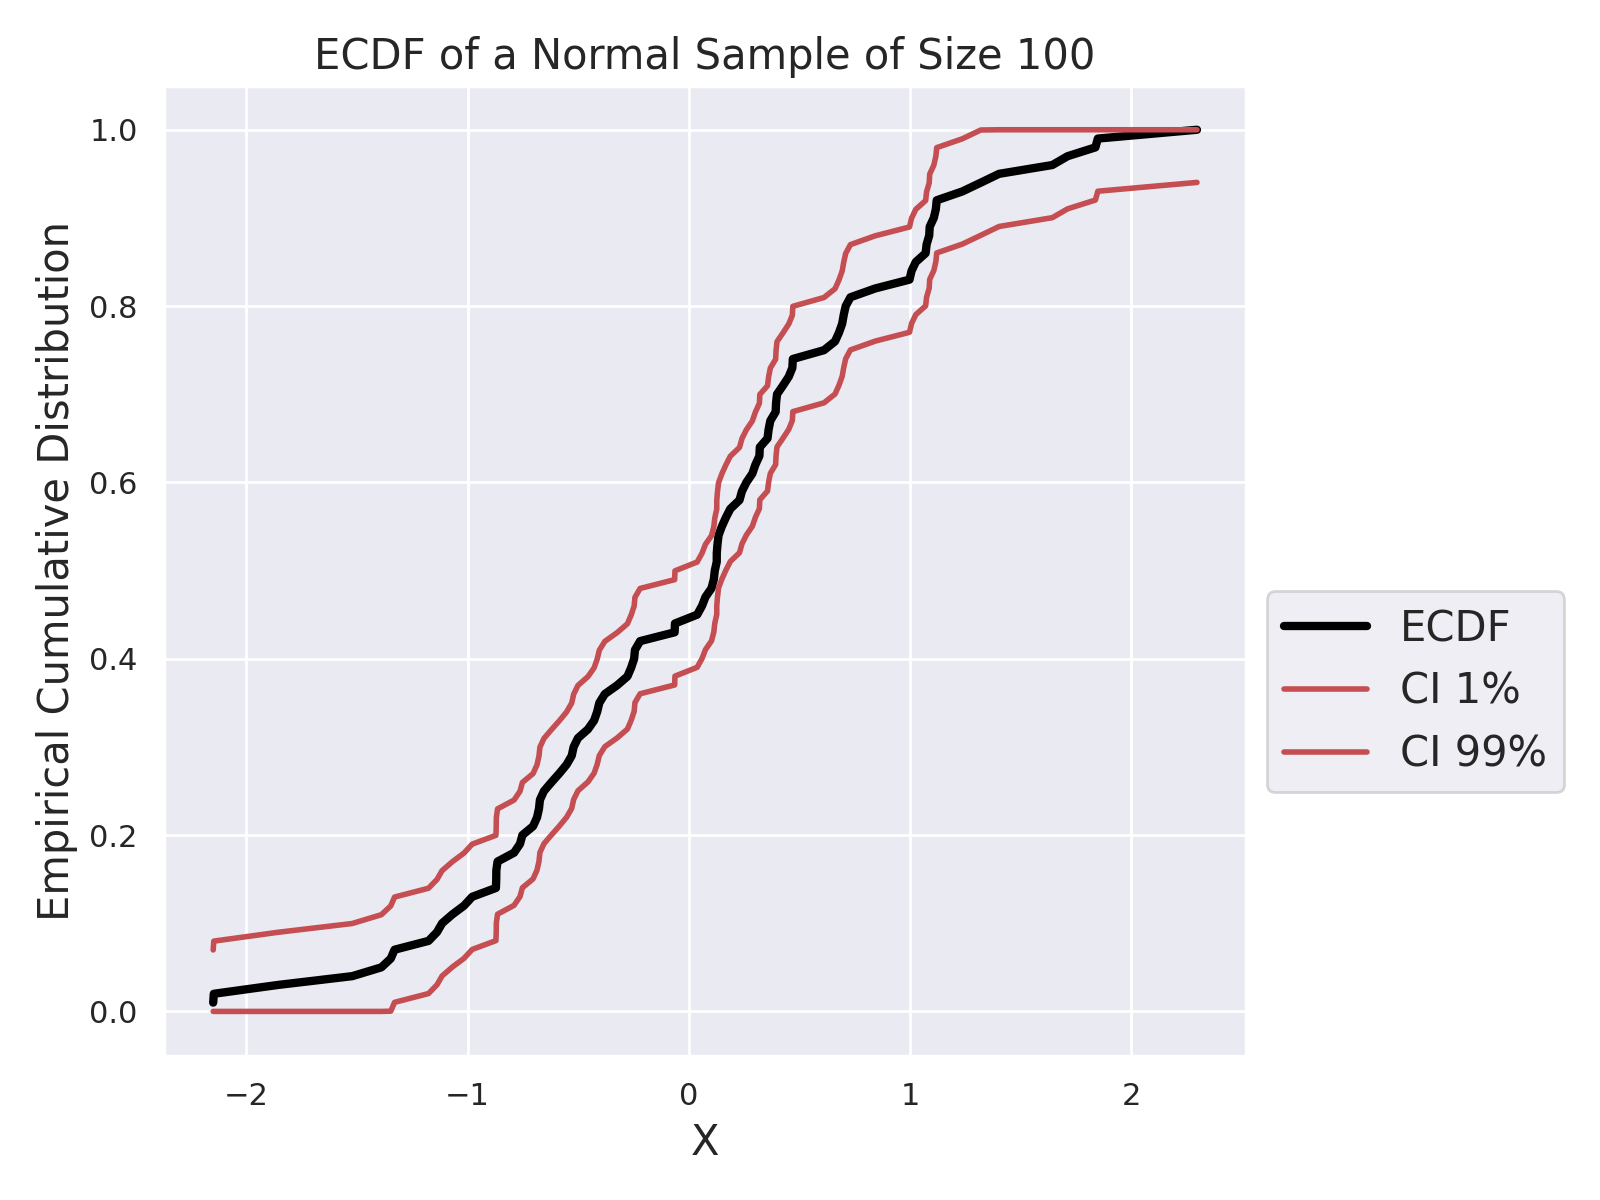 ECDF of a Normal Sample of Size 100
Empirical Cumulative Distribution
1.0
0.8
0.6
0.4
0.2
0.0
−2
−1
0
1
2
X
ECDF
CI 1%
CI 99%